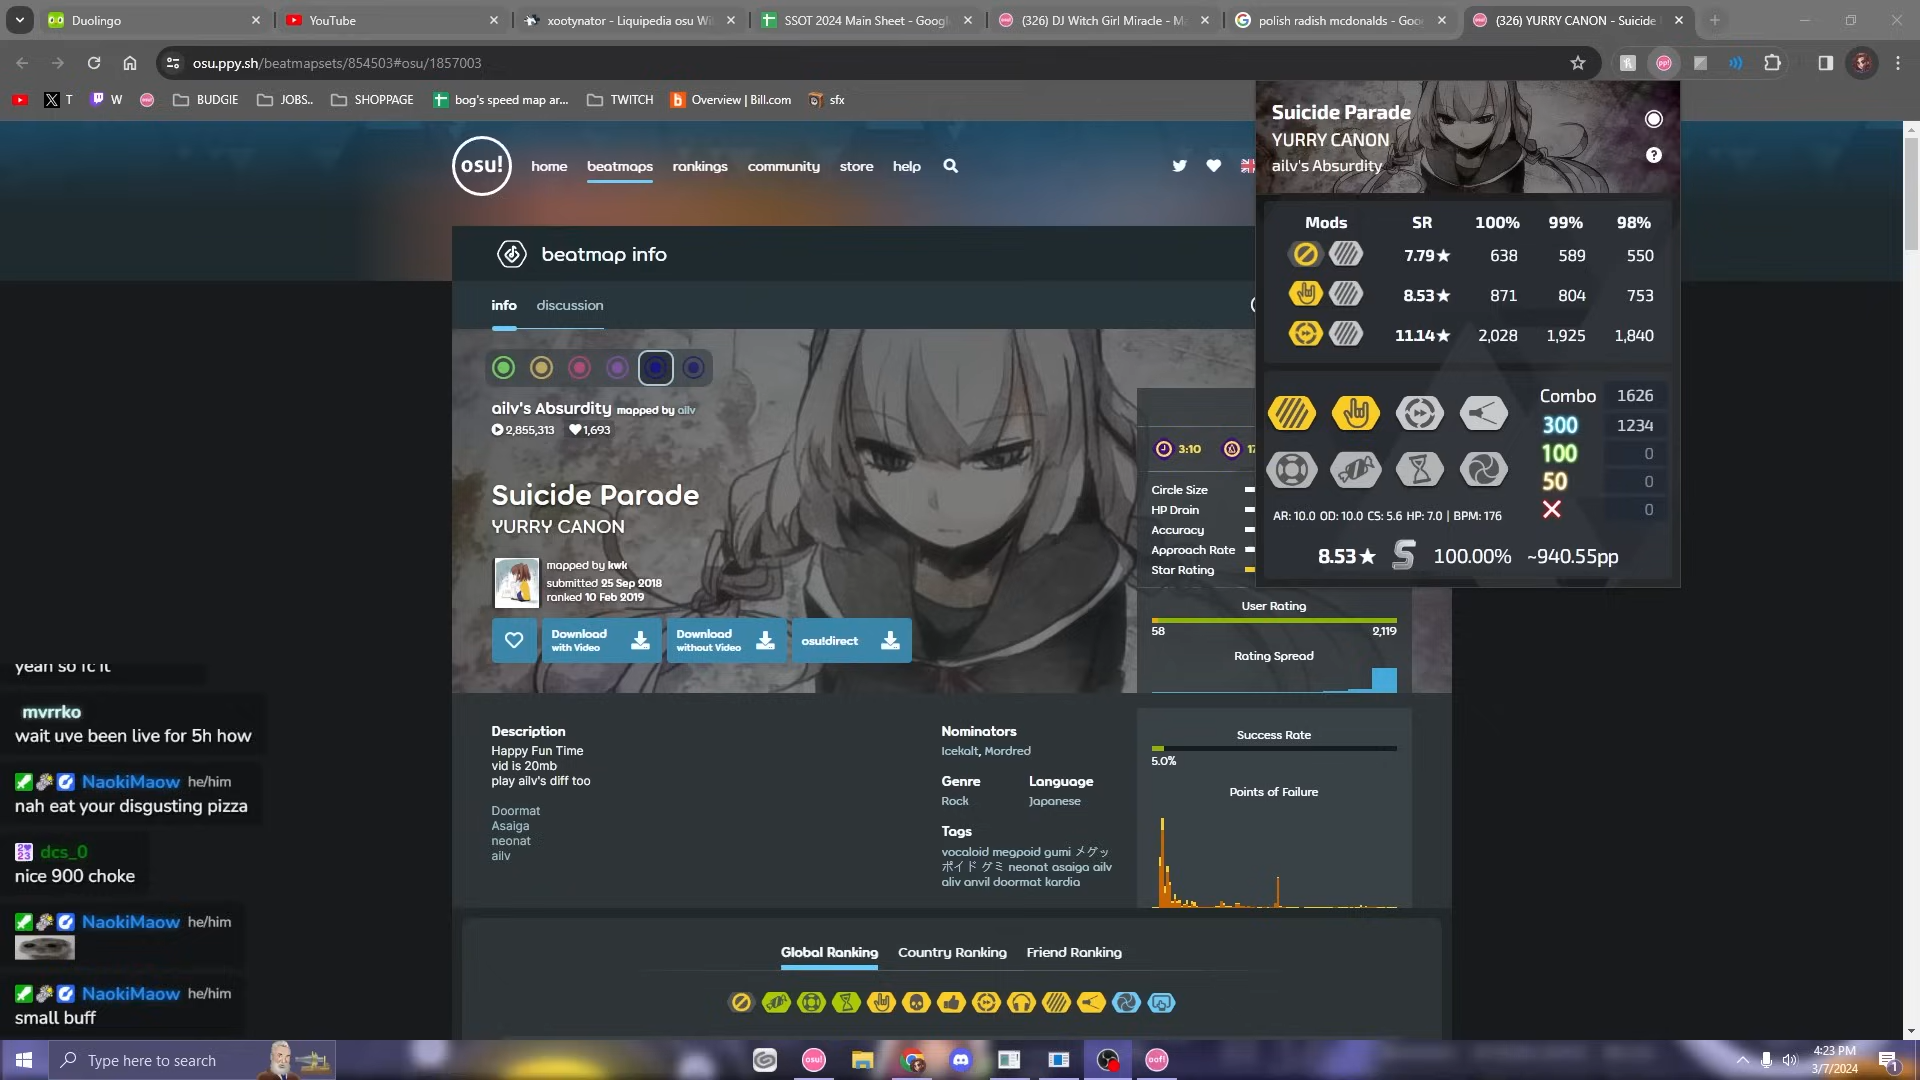 Duolingo
YouTube
xootynator - Liquipedia osu Wi
SSOT 2024 Main Sheet - Googl
(326) DJ Witch Girl Miracle - M
polish radish mcdonalds - Goo
(326) YURRY CANON - Suicide
osu.ppy.sh/beatmapsets/854503#osu/1857003
T
W
BUDGIE
JOBS..
SHOPPAGE
bog's speed map ar...
TWITCH
Overview | Bill.com
sfx
osu!
home
beatmaps
rankings
community
store
help
beatmap info
info
discussion
ailv's Absurdity mapped by ailv
2,855,313 1,693
Suicide Parade
YURRY CANON
mapped by kwk
submitted 25 Sep 2018
ranked 10 Feb 2019
Download
with Video
Download
without Video
osu!direct
3:10
17
Circle Size
HP Drain
Accuracy
Approach Rate
Star Rating
User Rating
58 2,119
Rating Spread
Suicide Parade
YURRY CANON
ailv's Absurdity
Mods SR 100% 99% 98%
7.79★ 638 589 550
8.53★ 871 804 753
11.14★ 2,028 1,925 1,840
Combo 1626
300 1234
100 0
50 0
0
AR: 10.0 OD: 10.0 CS: 5.6 HP: 7.0 | BPM: 176
8.53★ S 100.00% ~940.55pp
Description
Happy Fun Time
vid is 20mb
play ailv's diff too
Doormat
Asaiga
neonat
ailv
Nominators
Icekalt, Mordred
Genre Language
Rock Japanese
Tags
vocaloid megpoid gumi メグッ
ポイド グミ neonat asaiga ailv
aliv anvil doormat kardia
Success Rate
5.0%
Points of Failure
Global Ranking
Country Ranking
Friend Ranking
yeah so fc it
mvrrko
wait uve been live for 5h how
NaokiMaow he/him
nah eat your disgusting pizza
dcs_0
nice 900 choke
NaokiMaow he/him
NaokiMaow he/him
small buff
Type here to search
osu!
oof!
4:23 PM
3/7/2024
1